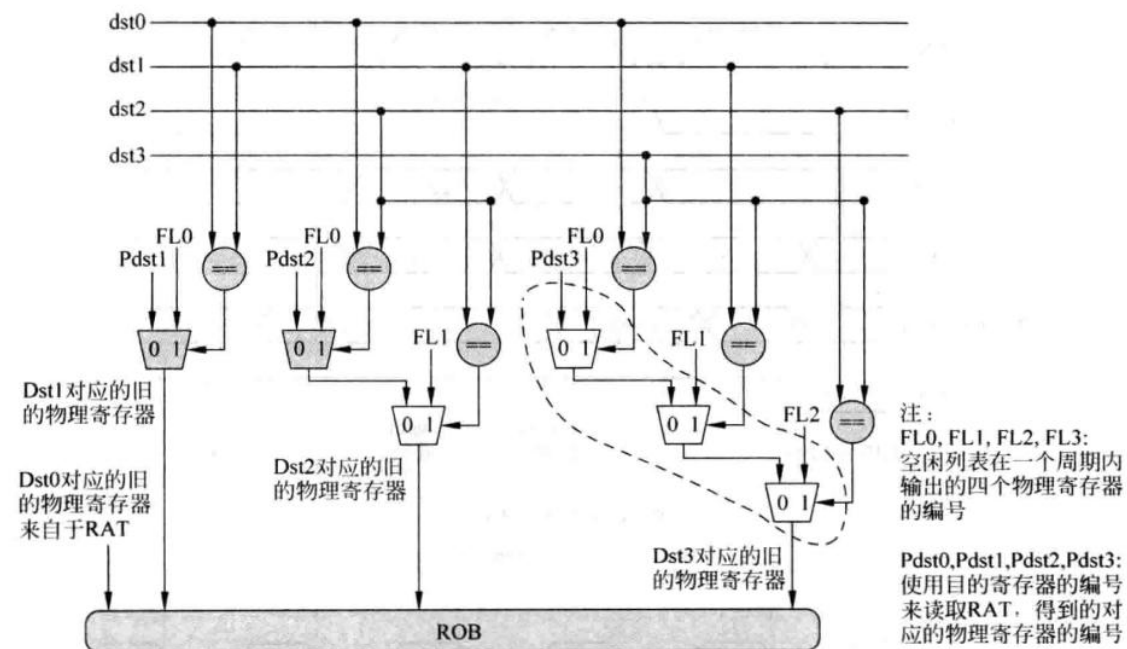 dst0
dst1
dst2
dst3
FL0
Pdst1
==
FL0
Pdst2
==
FL0
Pdst3
==
0 1
0 1
FL1
==
0 1
FL1
==
Dst1对应的旧
的物理寄存器
0 1
0 1
FL2
==
Dst0对应的旧
的物理寄存器
来自于RAT
Dst2对应的旧
的物理寄存器
0 1
Dst3对应的旧
的物理寄存器
ROB
注:
FL0, FL1, FL2, FL3:
空闲列表在一个周期内
输出的四个物理寄存器
的编号
Pdst0,Pdst1,Pdst2,Pdst3:
使用目的寄存器的编号
来读取RAT,得到的对
应的物理寄存器的编号